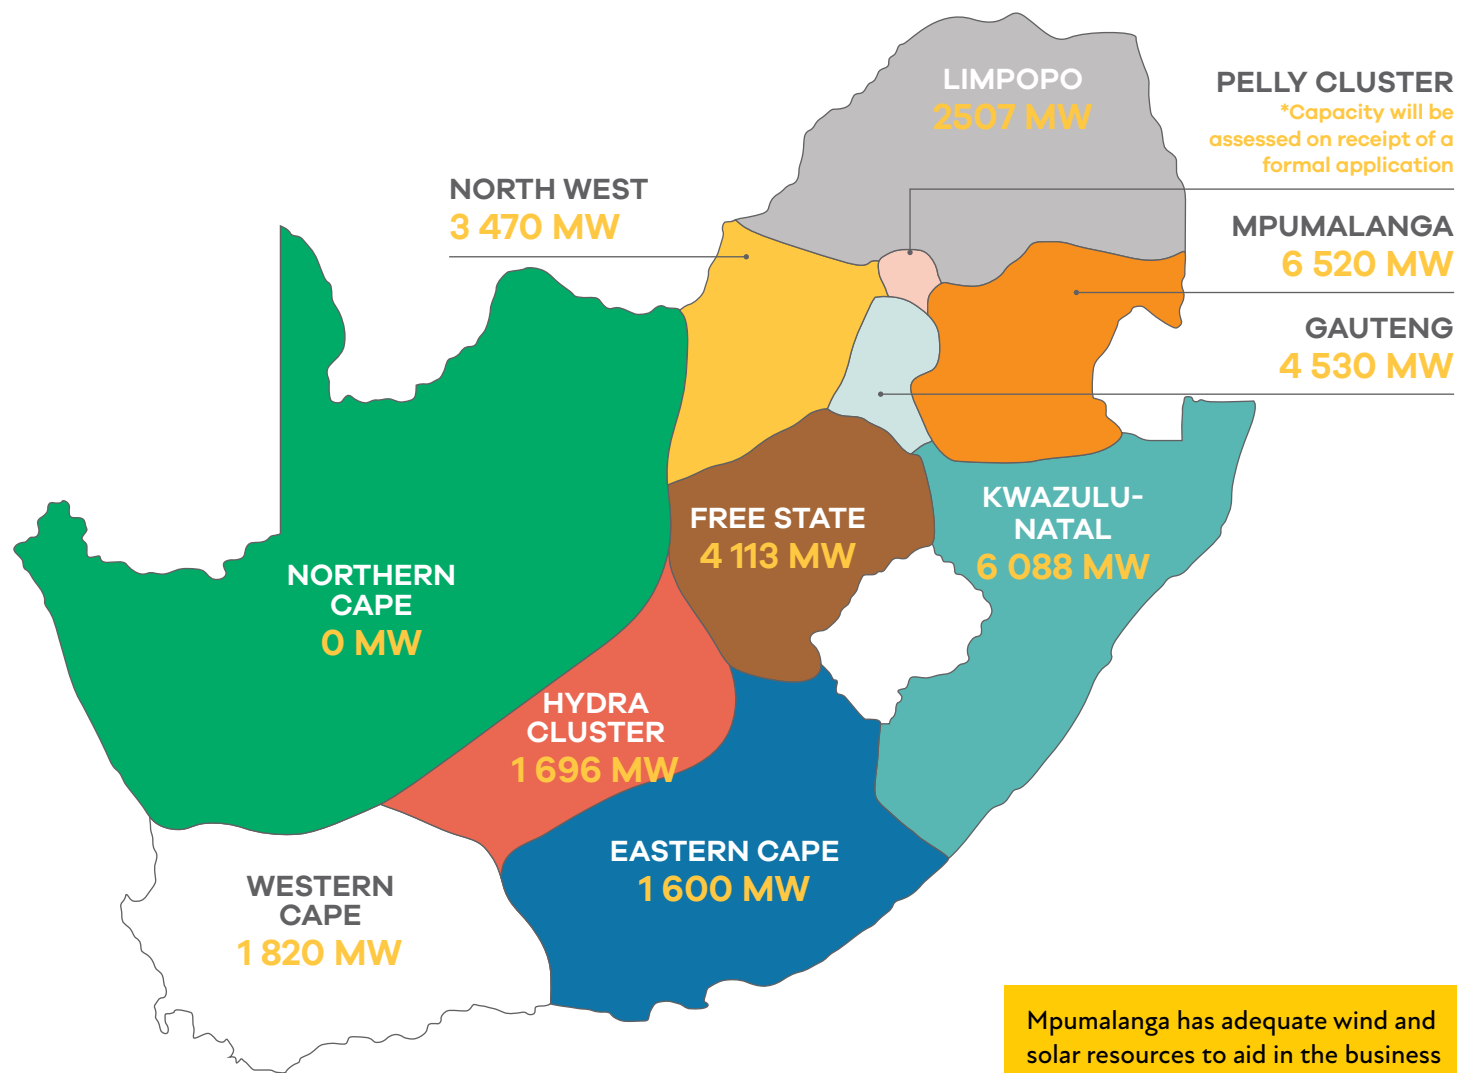 LIMPOPO
2507 MW
PELLY CLUSTER
*Capacity will be
assessed on receipt of a
formal application
NORTH WEST
3 470 MW
MPUMALANGA
6 520 MW
GAUTENG
4 530 MW
KWAZULU-
NATAL
6 088 MW
FREE STATE
4 113 MW
NORTHERN
CAPE
0 MW
HYDRA
CLUSTER
1 696 MW
EASTERN CAPE
1 600 MW
WESTERN
CAPE
1 820 MW
Mpumalanga has adequate wind and
solar resources to aid in the business